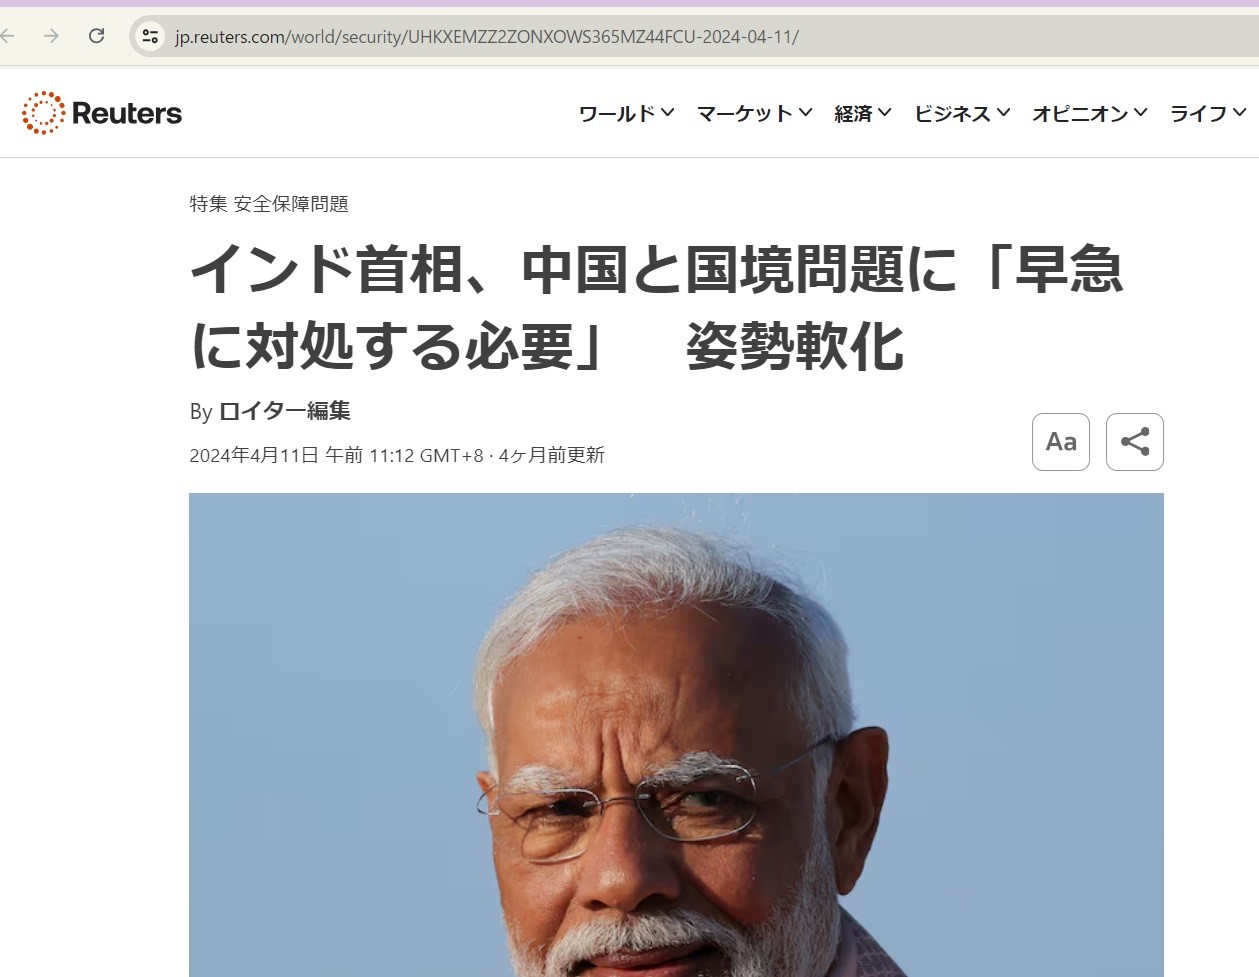 jp.reuters.com/world/security/UHKXEMZZ2ZONXOWS365MZ44FCU-2024-04-11/
Reuters
ワールド マーケット 経済 ビジネス オピニオン ライフ
特集 安全保障問題
インド首相、中国と国境問題に「早急
に対処する必要」　姿勢軟化
By ロイター編集
2024年4月11日 午前 11:12 GMT+8 · 4ヶ月前更新
Aa